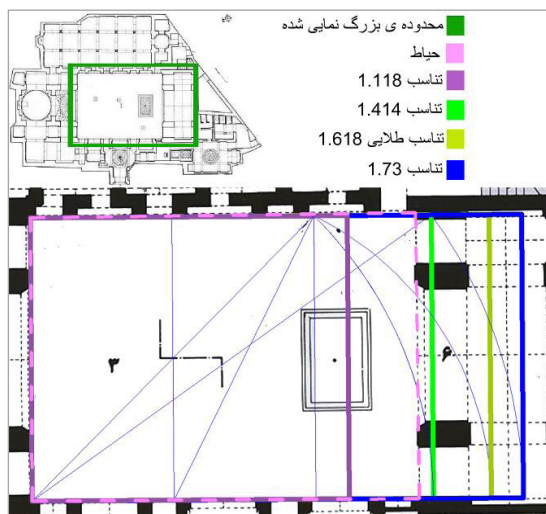 محدوده ی بزرگ نمایی شده
حیاط
تناسب 1.118
تناسب 1.414
تناسب طلایی 1.618
تناسب 1.73
۳
۶